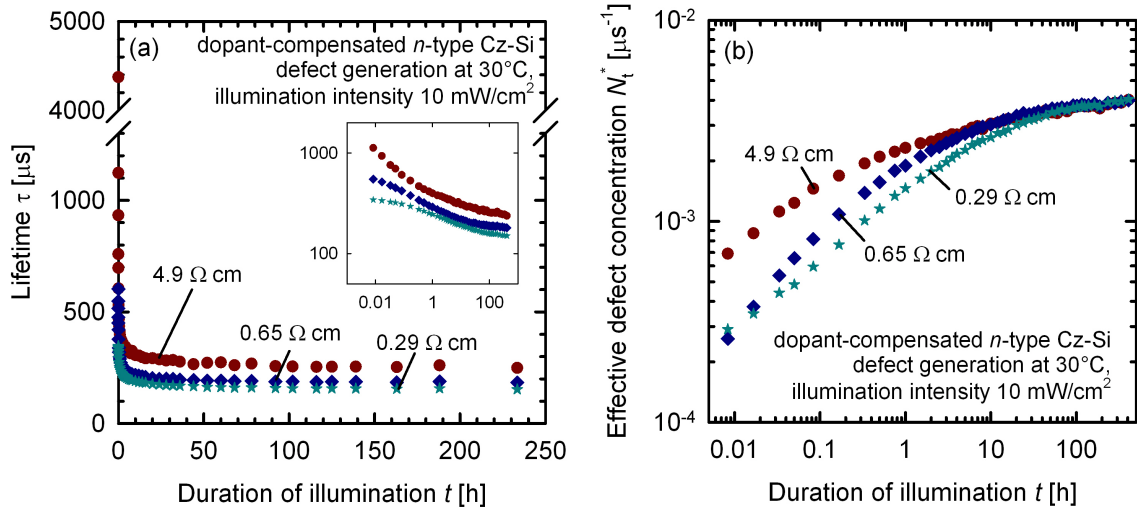 (a)
dopant-compensated n-type Cz-Si
defect generation at 30°C,
illumination intensity 10 mW/cm²
5000
4000
1000
500
0
Lifetime τ [µs]
1000
100
0.01
1
100
4.9 Ω cm
0.65 Ω cm
0.29 Ω cm
0
50
100
150
200
250
Duration of illumination t [h]
(b)
10⁻²
10⁻³
10⁻⁴
Effective defect concentration Nₜ* [µs⁻¹]
4.9 Ω cm
0.29 Ω cm
0.65 Ω cm
dopant-compensated n-type Cz-Si
defect generation at 30°C,
illumination intensity 10 mW/cm²
0.01
0.1
1
10
100
Duration of illumination t [h]